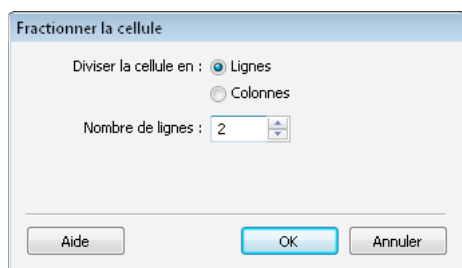 Fractionner la cellule
Diviser la cellule en : Lignes
Colonnes
Nombre de lignes : 2
Aide OK Annuler